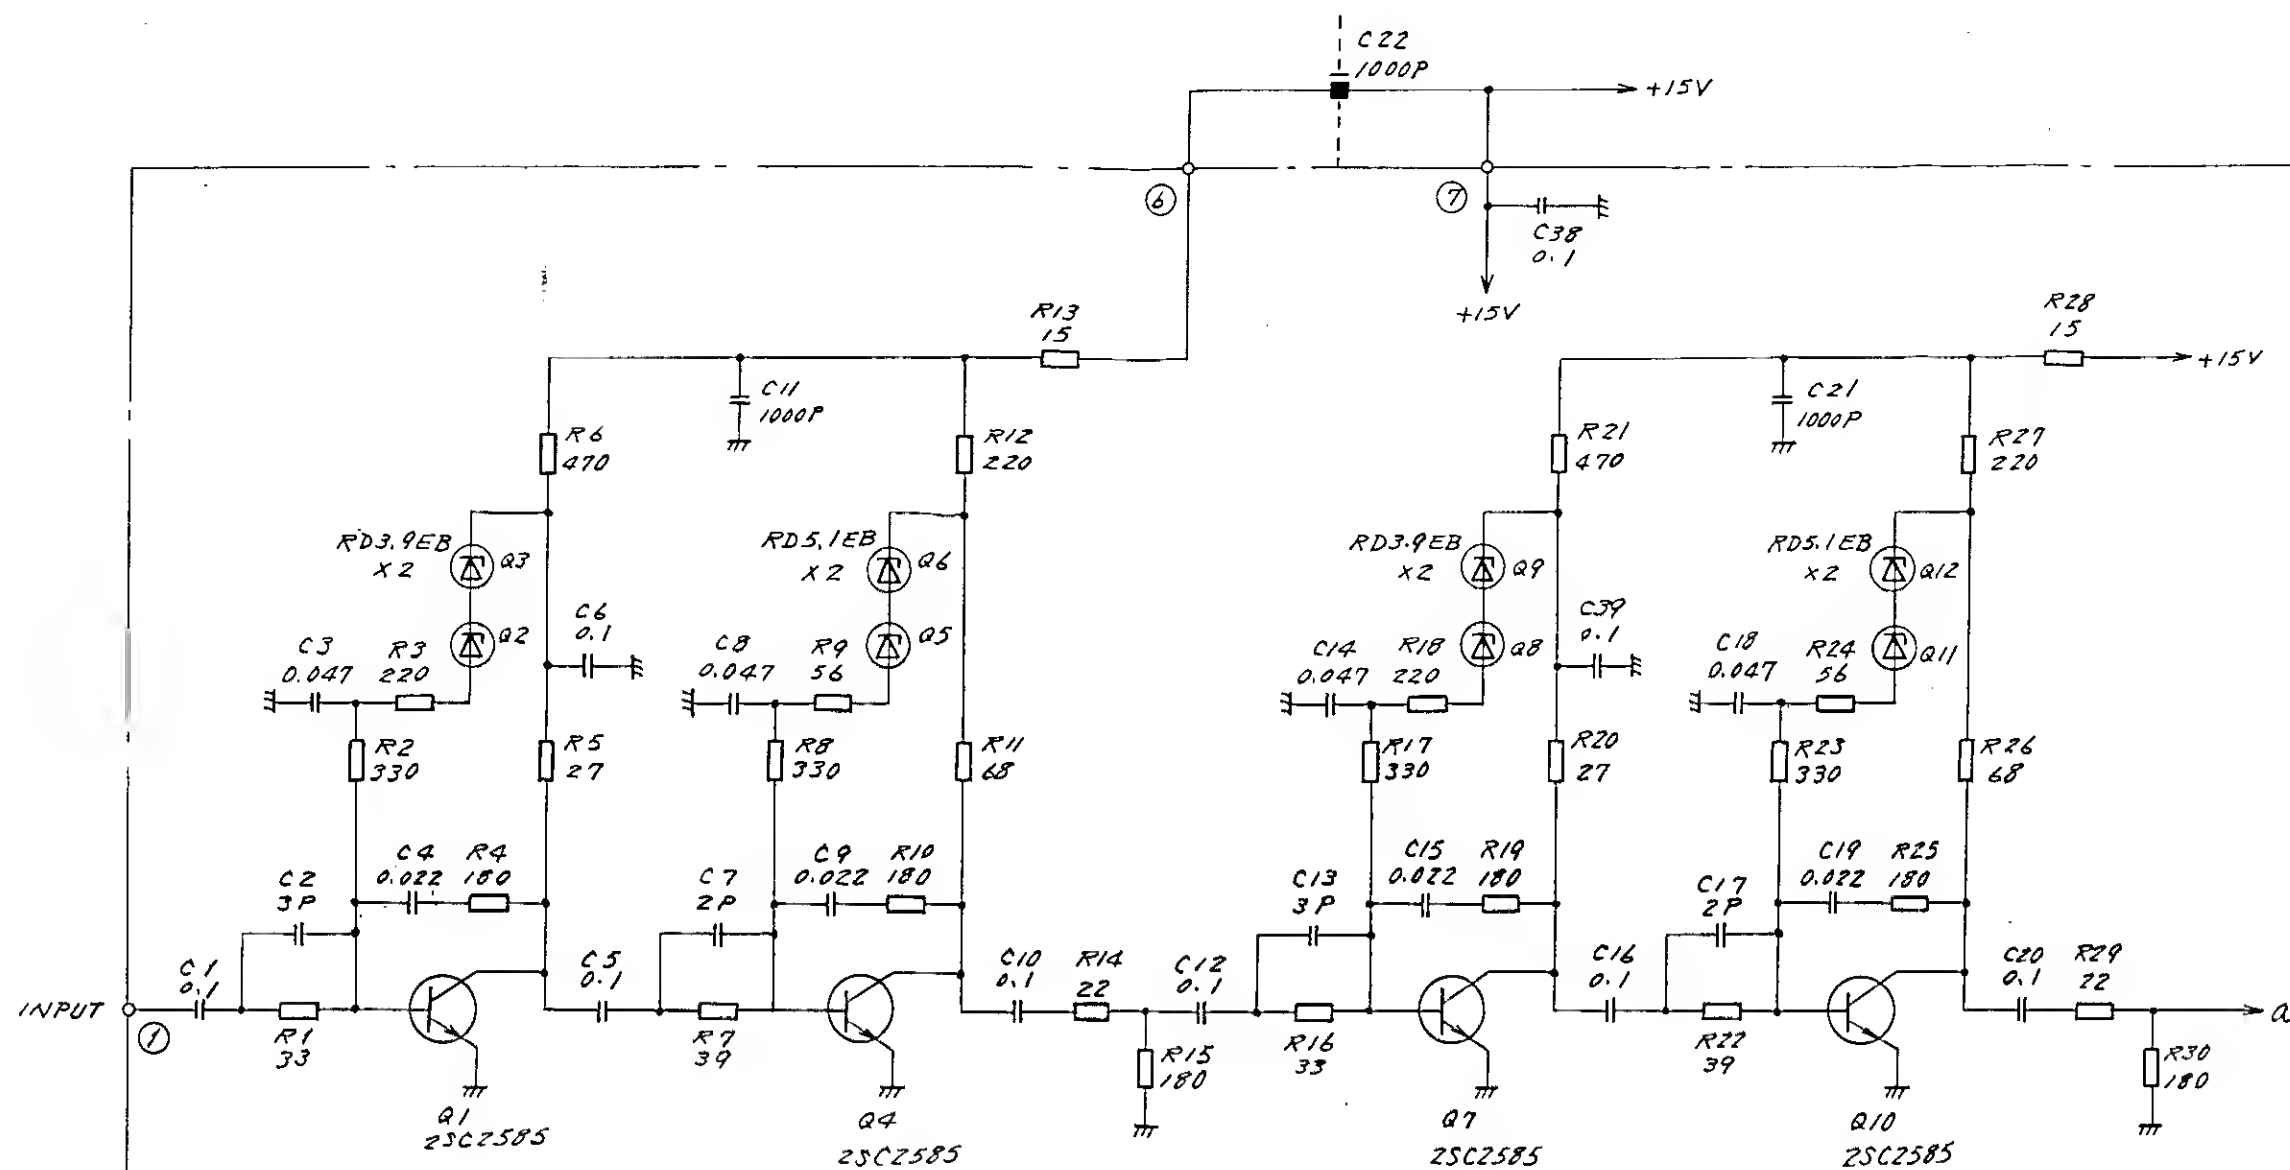 C22
1000P
+15V
6
7
C38
0.1
+15V
R13
15
R28
15
+15V
C11
1000P
C21
1000P
R6
470
R12
220
R21
470
R27
220
RD3.9EB
X2
Q3
RD5.1EB
X2
Q6
RD3.9EB
X2
Q9
RD5.1EB
X2
Q12
Q2
Q5
Q8
Q11
C6
0.1
C39
0.1
C3
0.047
R3
220
C8
0.047
R9
56
C14
0.047
R18
220
C18
0.047
R24
56
R2
330
R5
27
R8
330
R11
68
R17
330
R20
27
R23
330
R26
68
C4
0.022
R4
180
C9
0.022
R10
180
C15
0.022
R19
180
C19
0.022
R25
180
C2
3P
C7
2P
C13
3P
C17
2P
INPUT
1
C1
0.1
R1
33
C5
0.1
R7
39
C10
0.1
R14
22
C12
0.1
R15
180
R16
33
C16
0.1
R22
39
C20
0.1
R29
22
R30
180
a
Q1
2SC2585
Q4
2SC2585
Q7
2SC2585
Q10
2SC2585